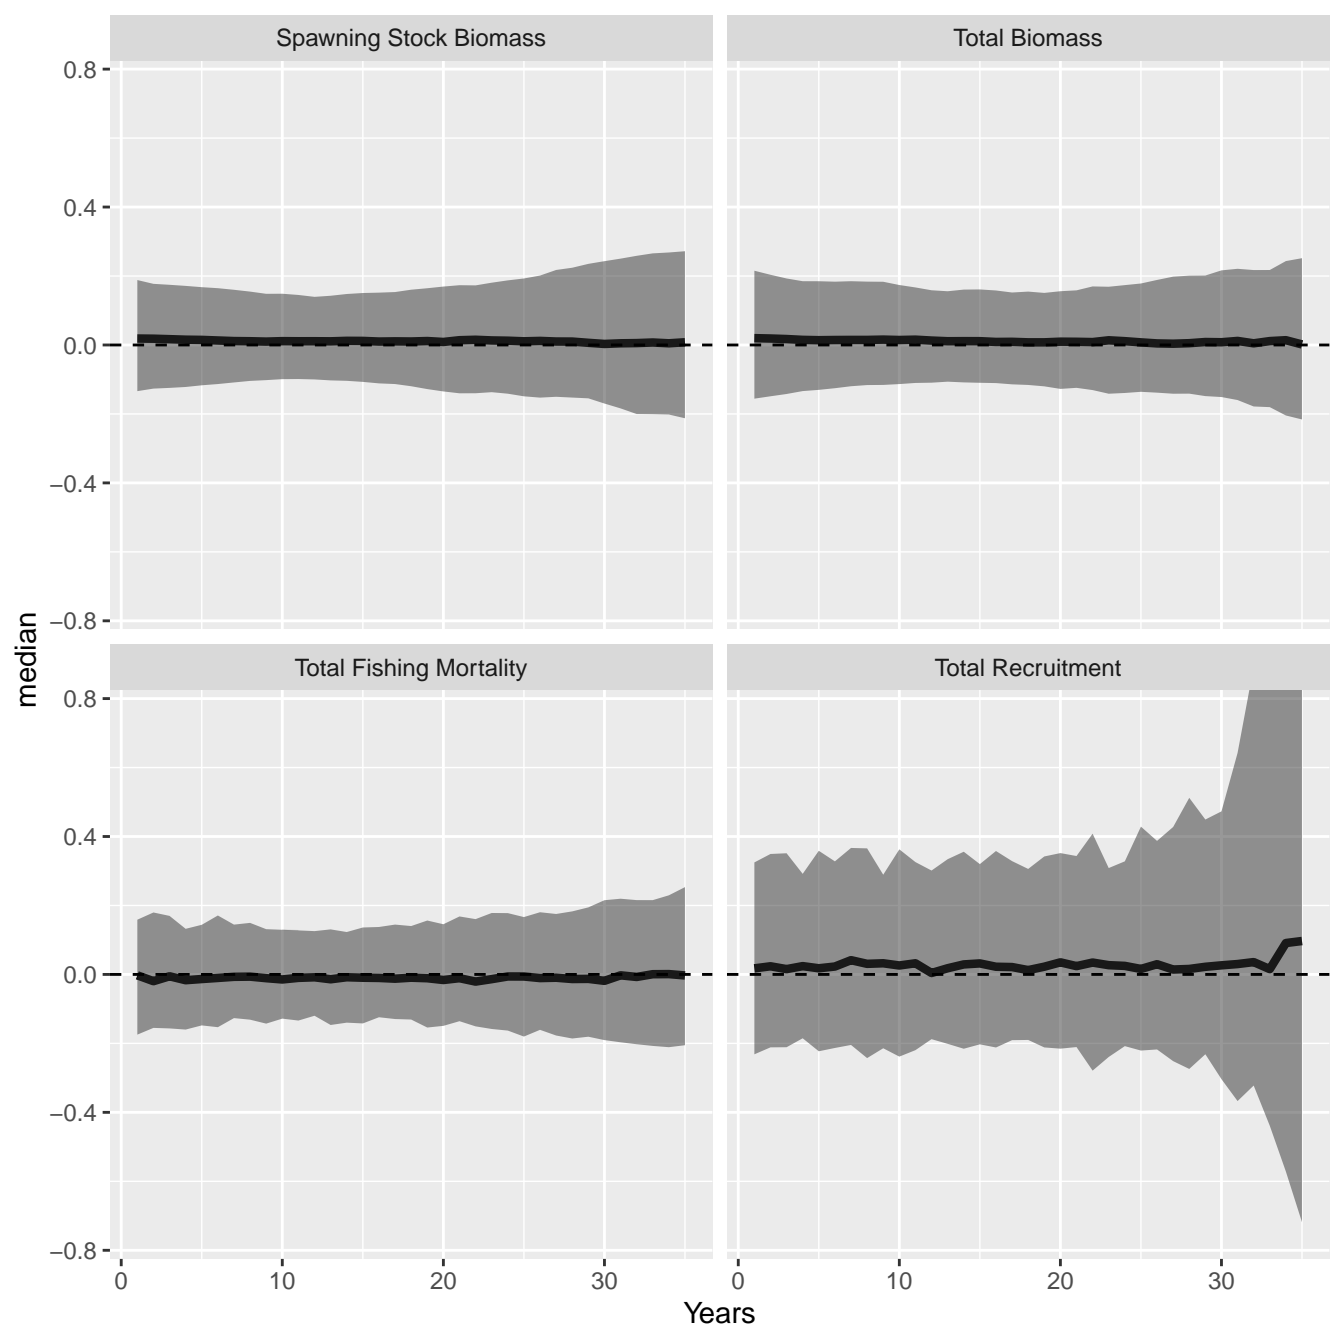 Spawning Stock Biomass
Total Biomass
0.8
0.4
0.0
−0.4
−0.8
Total Fishing Mortality
Total Recruitment
0.8
0.4
0.0
−0.4
−0.8
median
0 10 20 30
0 10 20 30
Years